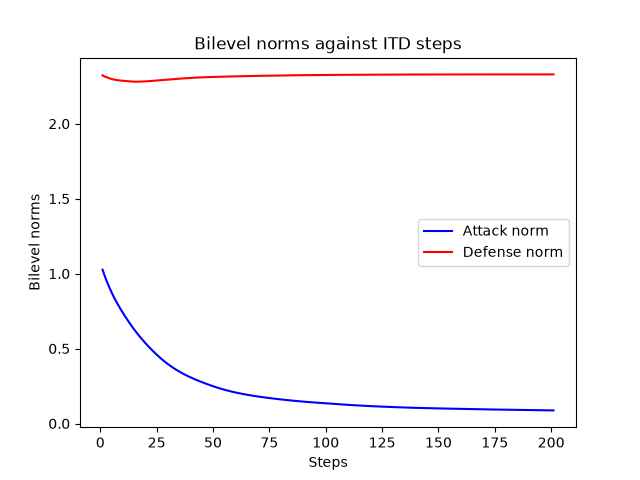 Bilevel norms against ITD steps
Bilevel norms
2.0
1.5
1.0
0.5
0.0
Attack norm
Defense norm
0 25 50 75 100 125 150 175 200
Steps